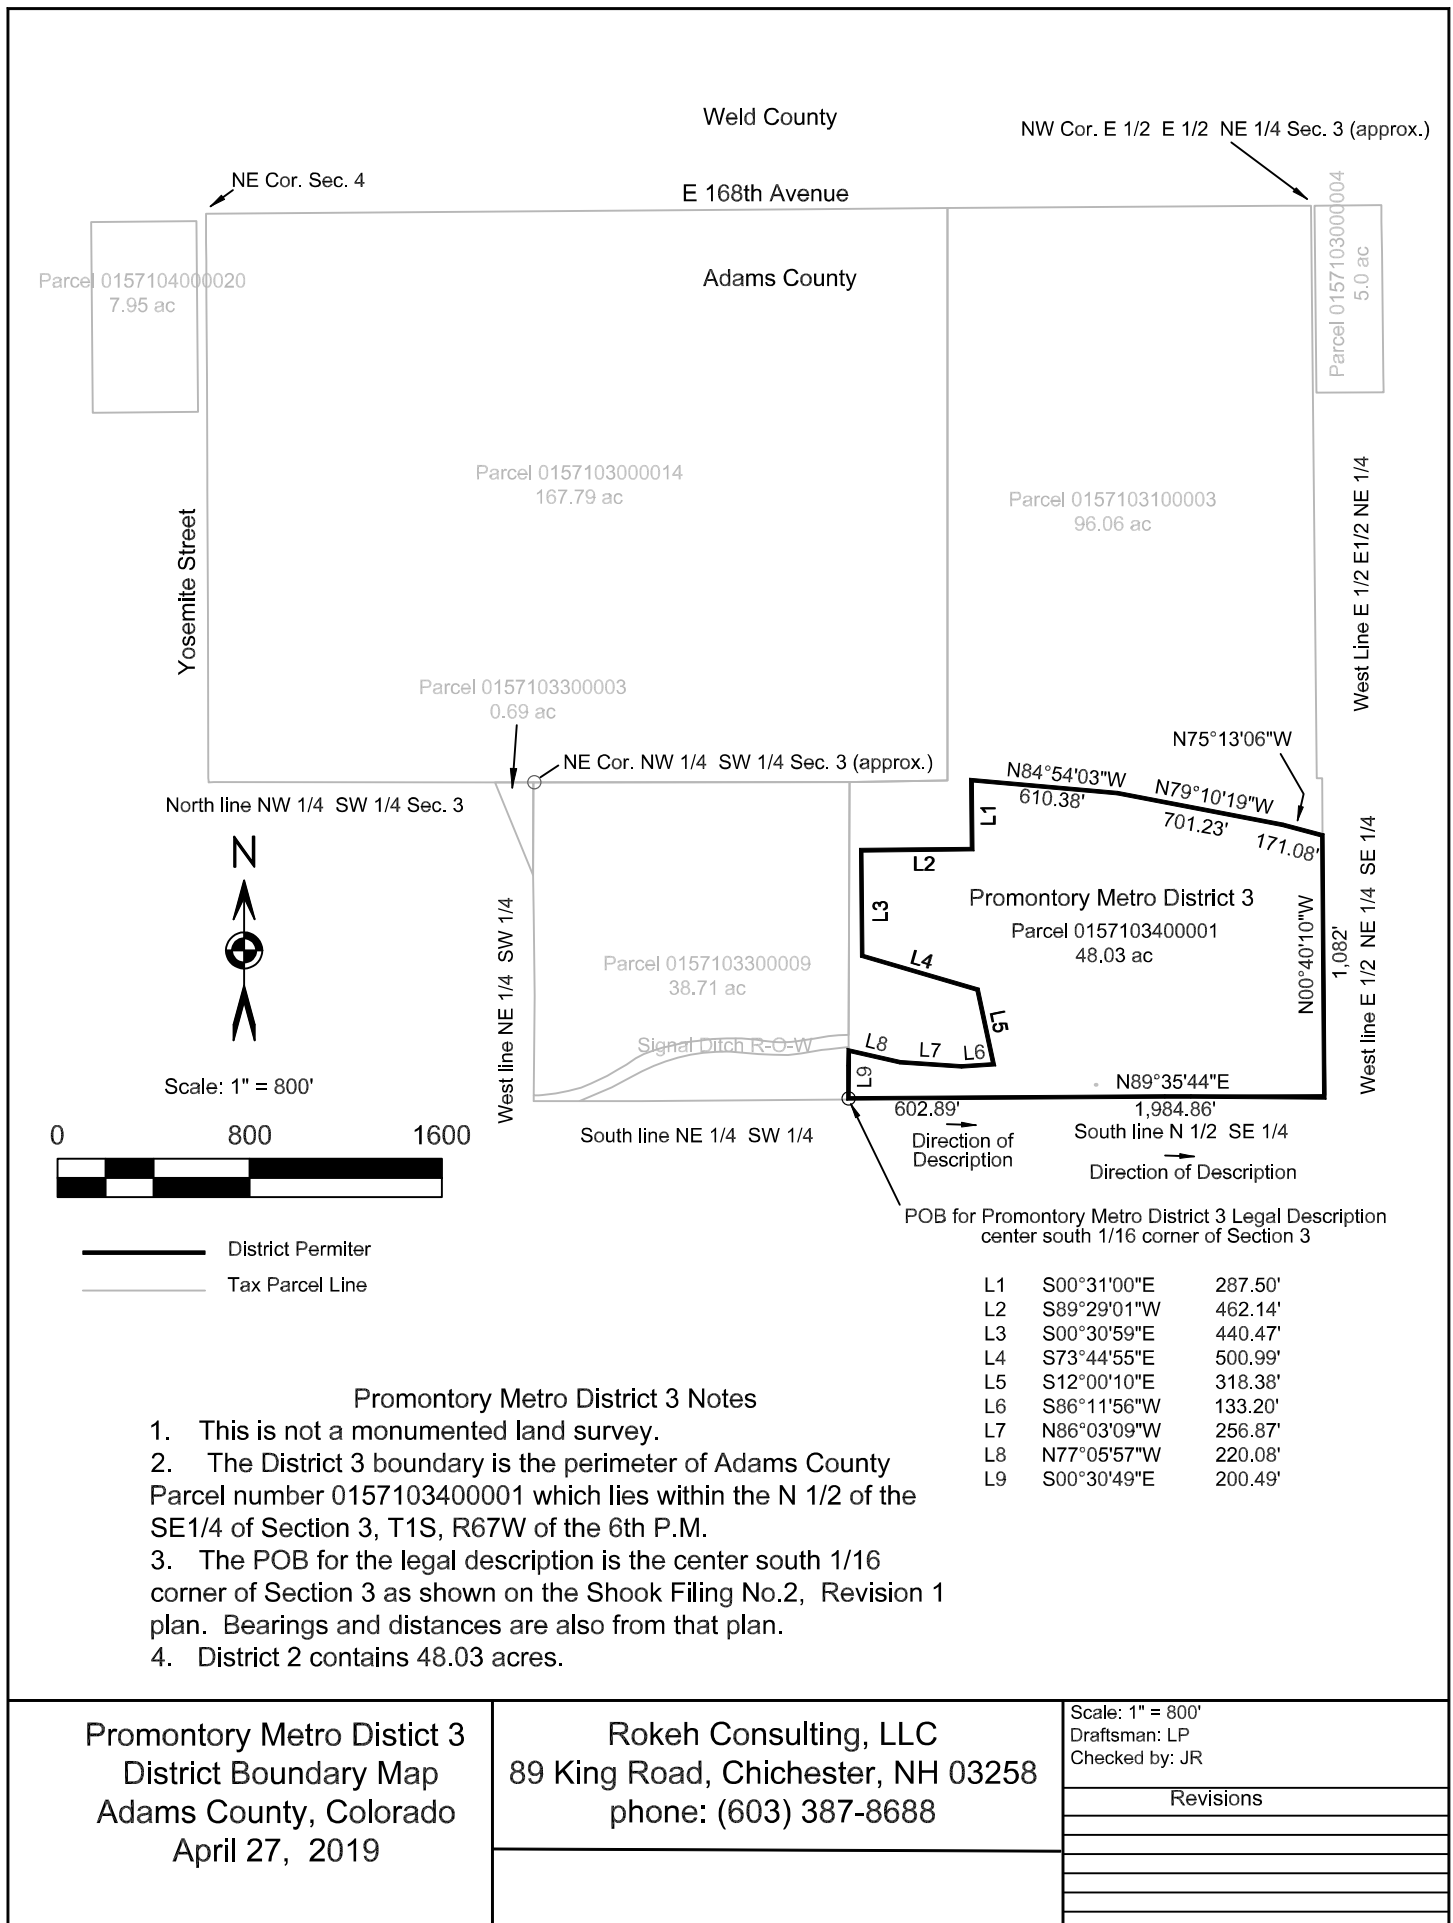 Weld County
NW Cor. E 1/2 E 1/2 NE 1/4 Sec. 3 (approx.)
NE Cor. Sec. 4
E 168th Avenue
Parcel 0157103000004
5.0 ac
Parcel 0157104000020
7.95 ac
Adams County
Parcel 0157103000014
167.79 ac
Parcel 0157103100003
96.06 ac
Yosemite Street
West Line E 1/2 E1/2 NE 1/4
Parcel 0157103300003
0.69 ac
NE Cor. NW 1/4 SW 1/4 Sec. 3 (approx.)
North line NW 1/4 SW 1/4 Sec. 3
N75°13'06"W
N84°54'03"W
610.38'
N79°10'19"W
701.23'
171.08'
L1
L2
L3
L4
L5
L6
L7
L8
L9
Promontory Metro District 3
Parcel 0157103400001
48.03 ac
N00°40'10"W
1,082'
West line E 1/2 NE 1/4 SE 1/4
N
Scale: 1" = 800'
West line NE 1/4 SW 1/4
Parcel 0157103300009
38.71 ac
Signal Ditch R-O-W
N89°35'44"E
602.89'
1,984.86'
South line NE 1/4 SW 1/4
Direction of
Description
South line N 1/2 SE 1/4
Direction of Description
0 800 1600
POB for Promontory Metro District 3 Legal Description
center south 1/16 corner of Section 3
District Permiter
Tax Parcel Line
L1 S00°31'00"E 287.50'
L2 S89°29'01"W 462.14'
L3 S00°30'59"E 440.47'
L4 S73°44'55"E 500.99'
L5 S12°00'10"E 318.38'
L6 S86°11'56"W 133.20'
L7 N86°03'09"W 256.87'
L8 N77°05'57"W 220.08'
L9 S00°30'49"E 200.49'
Promontory Metro District 3 Notes
1. This is not a monumented land survey.
2. The District 3 boundary is the perimeter of Adams County
Parcel number 0157103400001 which lies within the N 1/2 of the
SE1/4 of Section 3, T1S, R67W of the 6th P.M.
3. The POB for the legal description is the center south 1/16
corner of Section 3 as shown on the Shook Filing No.2, Revision 1
plan. Bearings and distances are also from that plan.
4. District 2 contains 48.03 acres.
Promontory Metro Distict 3
District Boundary Map
Adams County, Colorado
April 27, 2019
Rokeh Consulting, LLC
89 King Road, Chichester, NH 03258
phone: (603) 387-8688
Scale: 1" = 800'
Draftsman: LP
Checked by: JR
Revisions